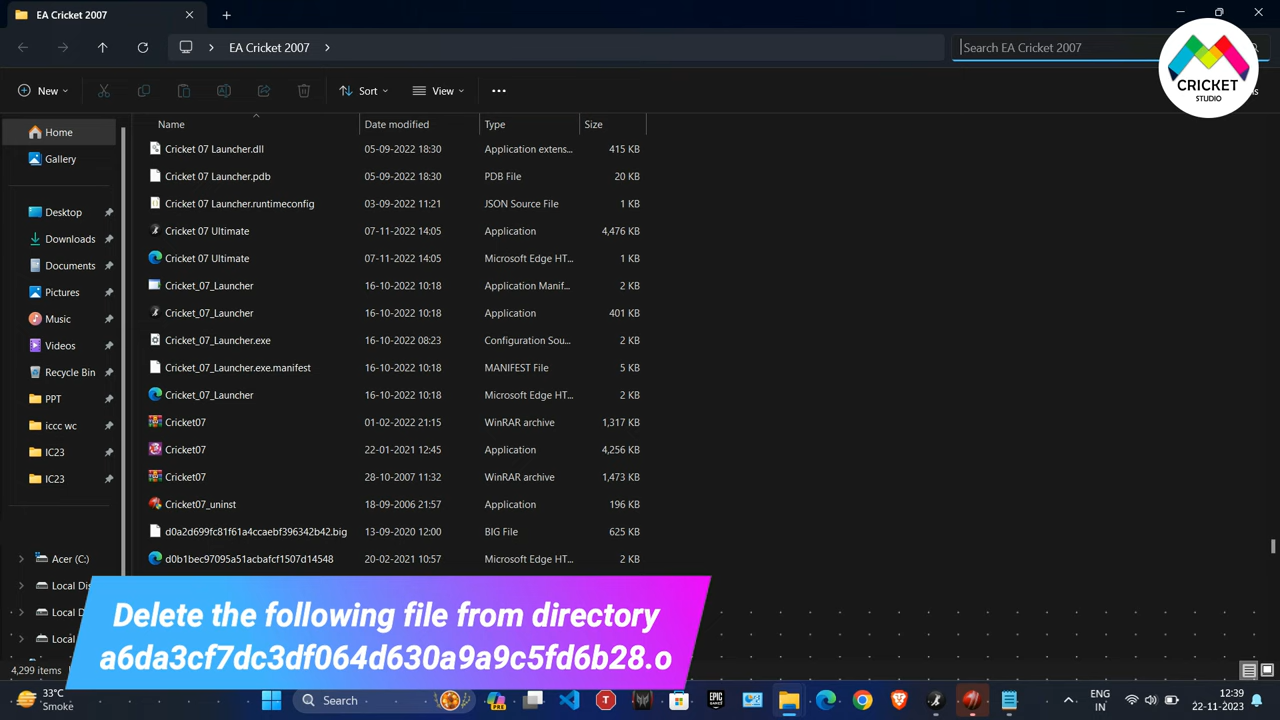 EA Cricket 2007
EA Cricket 2007
Search EA Cricket 2007
CRICKET
STUDIO
New
Sort
View
Name Date modified Type Size
Home
Gallery
Desktop
Downloads
Documents
Pictures
Music
Videos
Recycle Bin
PPT
iccc wc
IC23
IC23
Acer (C:)
Local Dis
Local D
Local
Cricket 07 Launcher.dll 05-09-2022 18:30 Application extens... 415 KB
Cricket 07 Launcher.pdb 05-09-2022 18:30 PDB File 20 KB
Cricket 07 Launcher.runtimeconfig 03-09-2022 11:21 JSON Source File 1 KB
Cricket 07 Ultimate 07-11-2022 14:05 Application 4,476 KB
Cricket 07 Ultimate 07-11-2022 14:05 Microsoft Edge HT... 1 KB
Cricket_07_Launcher 16-10-2022 10:18 Application Manif... 2 KB
Cricket_07_Launcher 16-10-2022 10:18 Application 401 KB
Cricket_07_Launcher.exe 16-10-2022 08:23 Configuration Sou... 2 KB
Cricket_07_Launcher.exe.manifest 16-10-2022 10:18 MANIFEST File 5 KB
Cricket_07_Launcher 16-10-2022 10:18 Microsoft Edge HT... 2 KB
Cricket07 01-02-2022 21:15 WinRAR archive 1,317 KB
Cricket07 22-01-2021 12:45 Application 4,256 KB
Cricket07 28-10-2007 11:32 WinRAR archive 1,473 KB
Cricket07_uninst 18-09-2006 21:57 Application 196 KB
d0a2d699fc81f61a4ccaebf396342b42.big 13-09-2020 12:00 BIG File 625 KB
d0b1bec97095a51acbafcf1507d14548 20-02-2021 10:57 Microsoft Edge HT... 2 KB
Delete the following file from directory
a6da3cf7dc3df064d630a9a9c5fd6b28.o
4,299 items
33°C
Smoke
Search
PRE
EPIC
GAMES
ENG
IN
12:39
22-11-2023